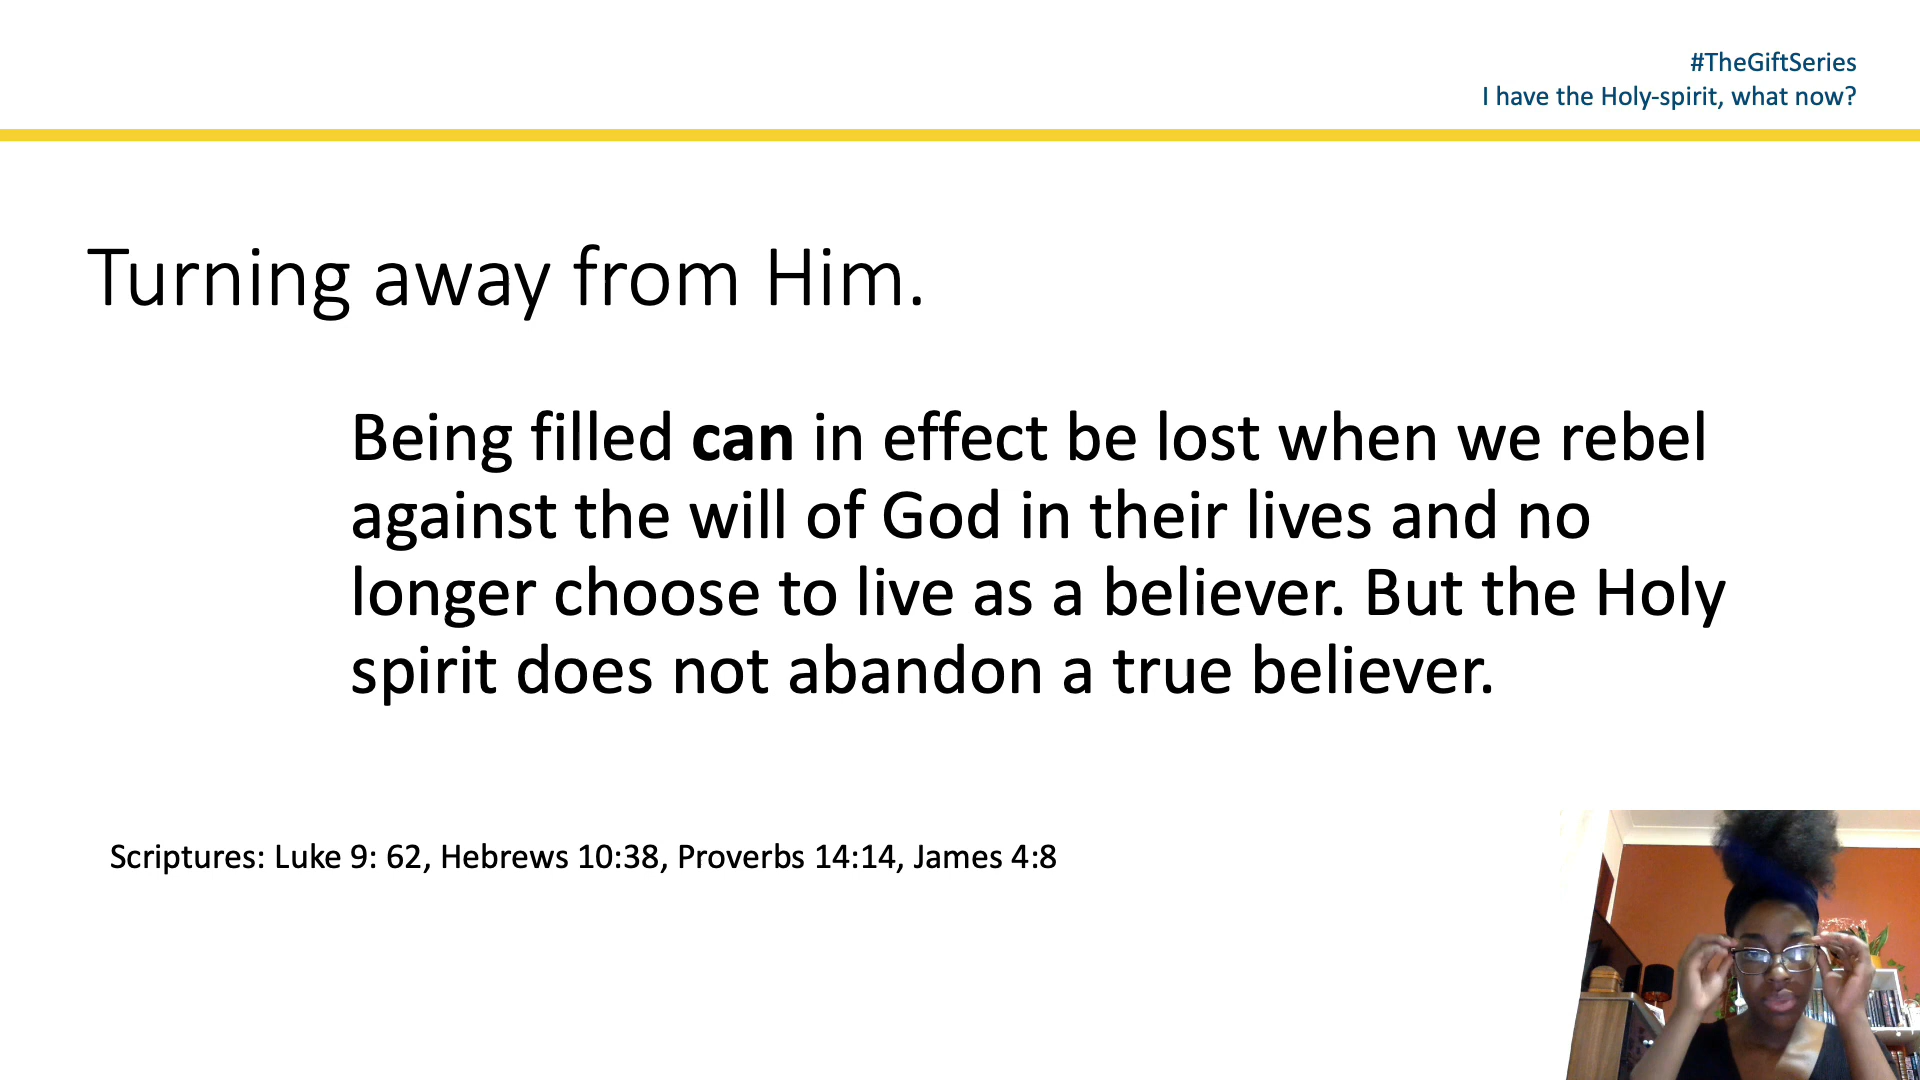 #TheGiftSeries
I have the Holy-spirit, what now?
Turning away from Him.
Being filled can in effect be lost when we rebel
against the will of God in their lives and no
longer choose to live as a believer. But the Holy
spirit does not abandon a true believer.
Scriptures: Luke 9: 62, Hebrews 10:38, Proverbs 14:14, James 4:8